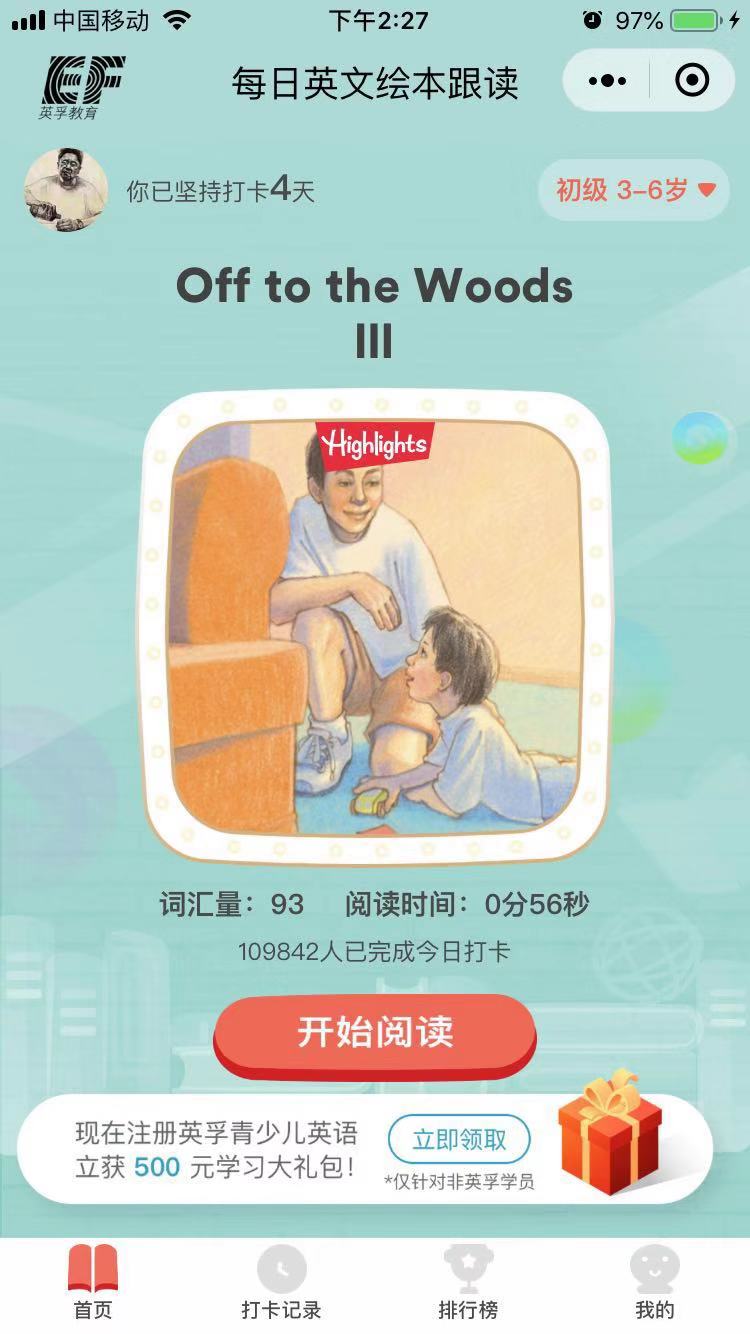 中国移动
下午2:27
97%
EF
英孚教育
每日英文绘本跟读
你已坚持打卡4天
初级 3-6岁
Off to the Woods
III
Highlights
词汇量：93 阅读时间：0分56秒
109842人已完成今日打卡
开始阅读
现在注册英孚青少儿英语
立获 500 元学习大礼包！
立即领取
*仅针对非英孚学员
首页
打卡记录
排行榜
我的